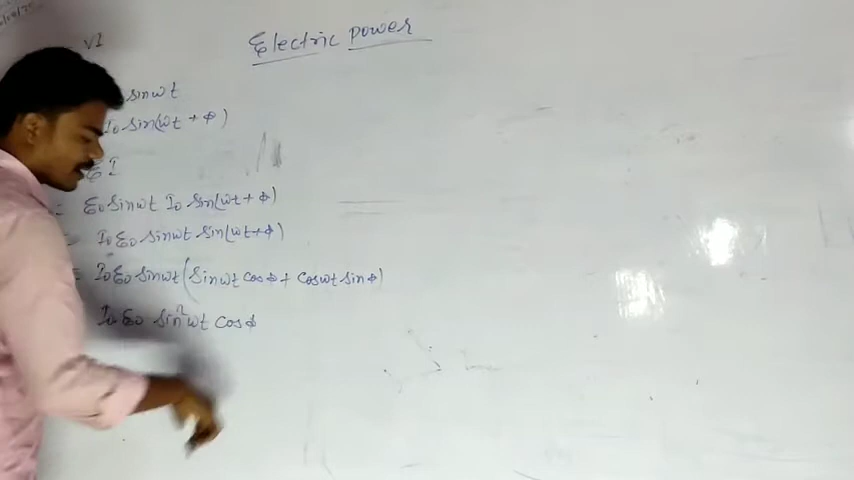 Electric power
VI
sinωt
I₀ sin(ωt + φ)
ε I
= ε₀ sinωt I₀ sin(ωt + φ)
I₀ ε₀ sinωt sin(ωt + φ)
= I₀ ε₀ sinωt (sinωt cosφ + cosωt sinφ)
I₀ ε₀ sin²ωt cosφ